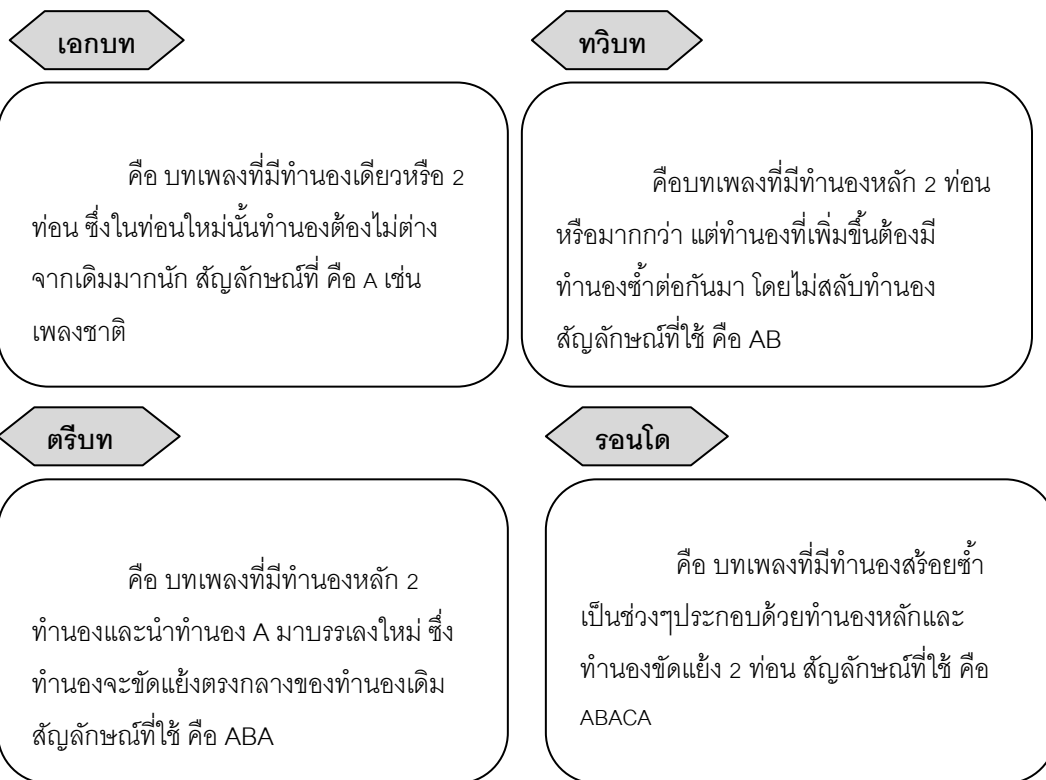 เอกบท
คือ บทเพลงที่มีทำนองเดียวหรือ 2
ท่อน ซึ่งในท่อนใหม่นั้นทำนองต้องไม่ต่าง
จากเดิมมากนัก สัญลักษณ์ที่ คือ A เช่น
เพลงชาติ
ทวิบท
คือบทเพลงที่มีทำนองหลัก 2 ท่อน
หรือมากกว่า แต่ทำนองที่เพิ่มขึ้นต้องมี
ทำนองซ้ำต่อกันมา โดยไม่สลับทำนอง
สัญลักษณ์ที่ใช้ คือ AB
ตรีบท
คือ บทเพลงที่มีทำนองหลัก 2
ทำนองและนำทำนอง A มาบรรเลงใหม่ ซึ่ง
ทำนองจะขัดแย้งตรงกลางของทำนองเดิม
สัญลักษณ์ที่ใช้ คือ ABA
รอนโด
คือ บทเพลงที่มีทำนองสร้อยซ้ำ
เป็นช่วงๆประกอบด้วยทำนองหลักและ
ทำนองขัดแย้ง 2 ท่อน สัญลักษณ์ที่ใช้ คือ
ABACA